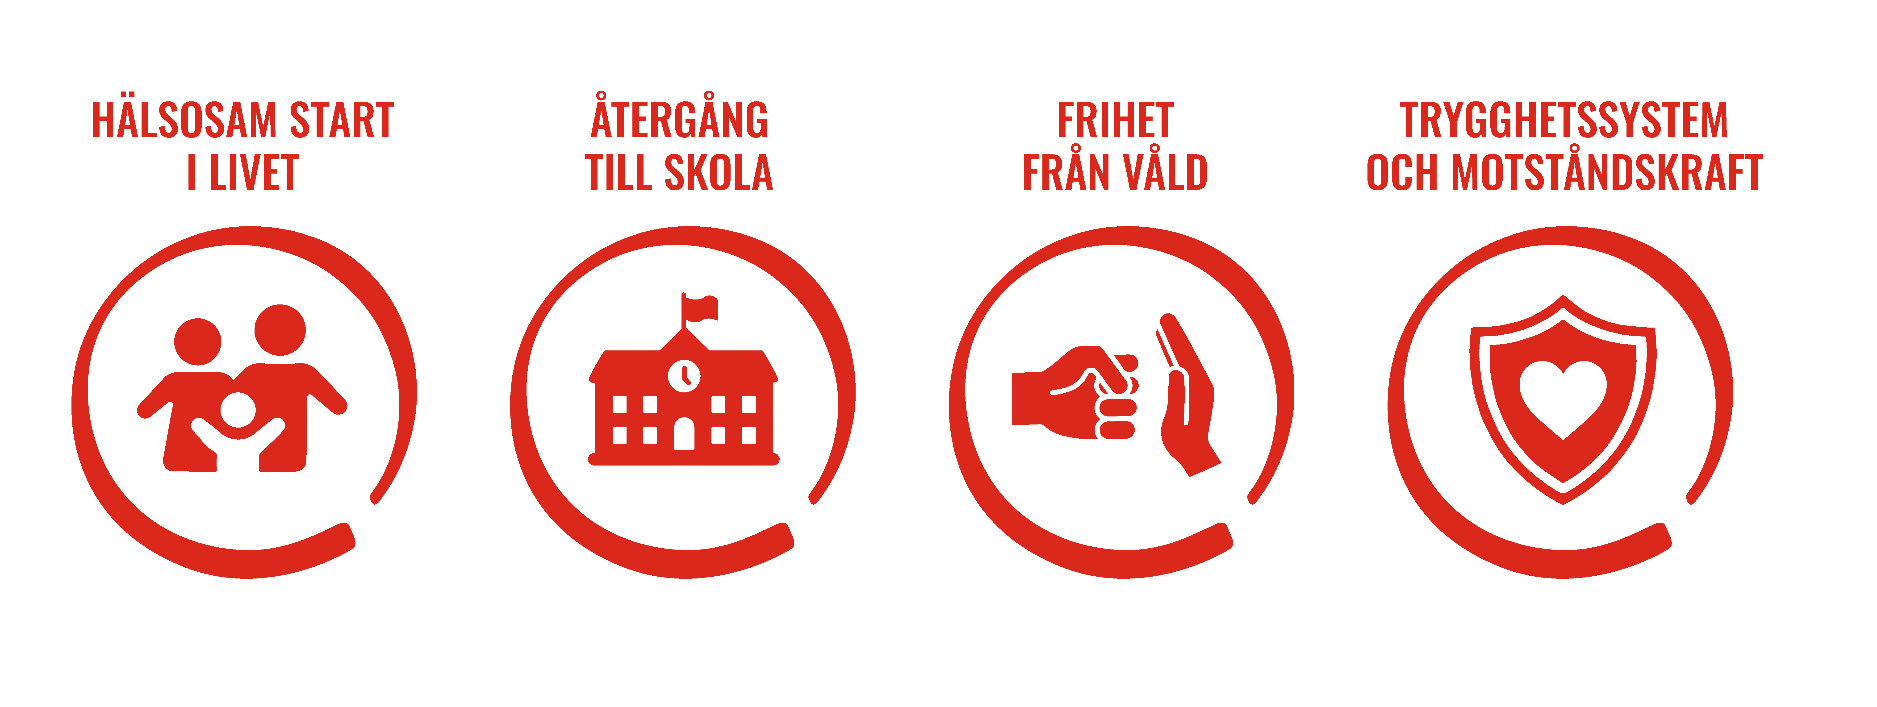 HÄLSOSAM START
I LIVET
ÅTERGÅNG
TILL SKOLA
FRIHET
FRÅN VÅLD
TRYGGHETSSYSTEM
OCH MOTSTÅNDSKRAFT